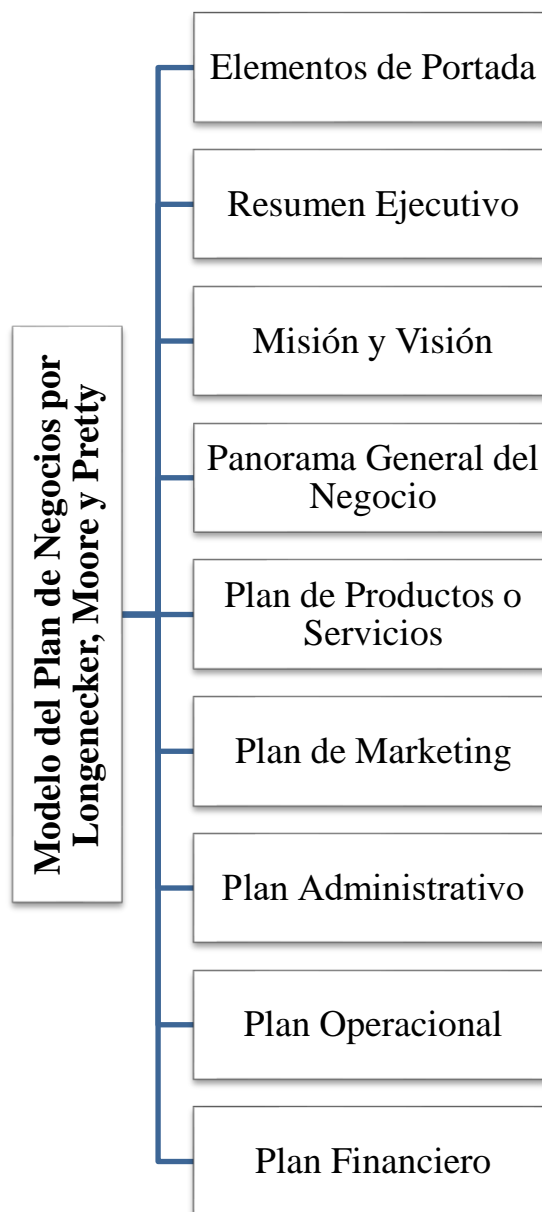 Modelo del Plan de Negocios por
Longenecker, Moore y Pretty
Elementos de Portada
Resumen Ejecutivo
Misión y Visión
Panorama General del
Negocio
Plan de Productos o
Servicios
Plan de Marketing
Plan Administrativo
Plan Operacional
Plan Financiero